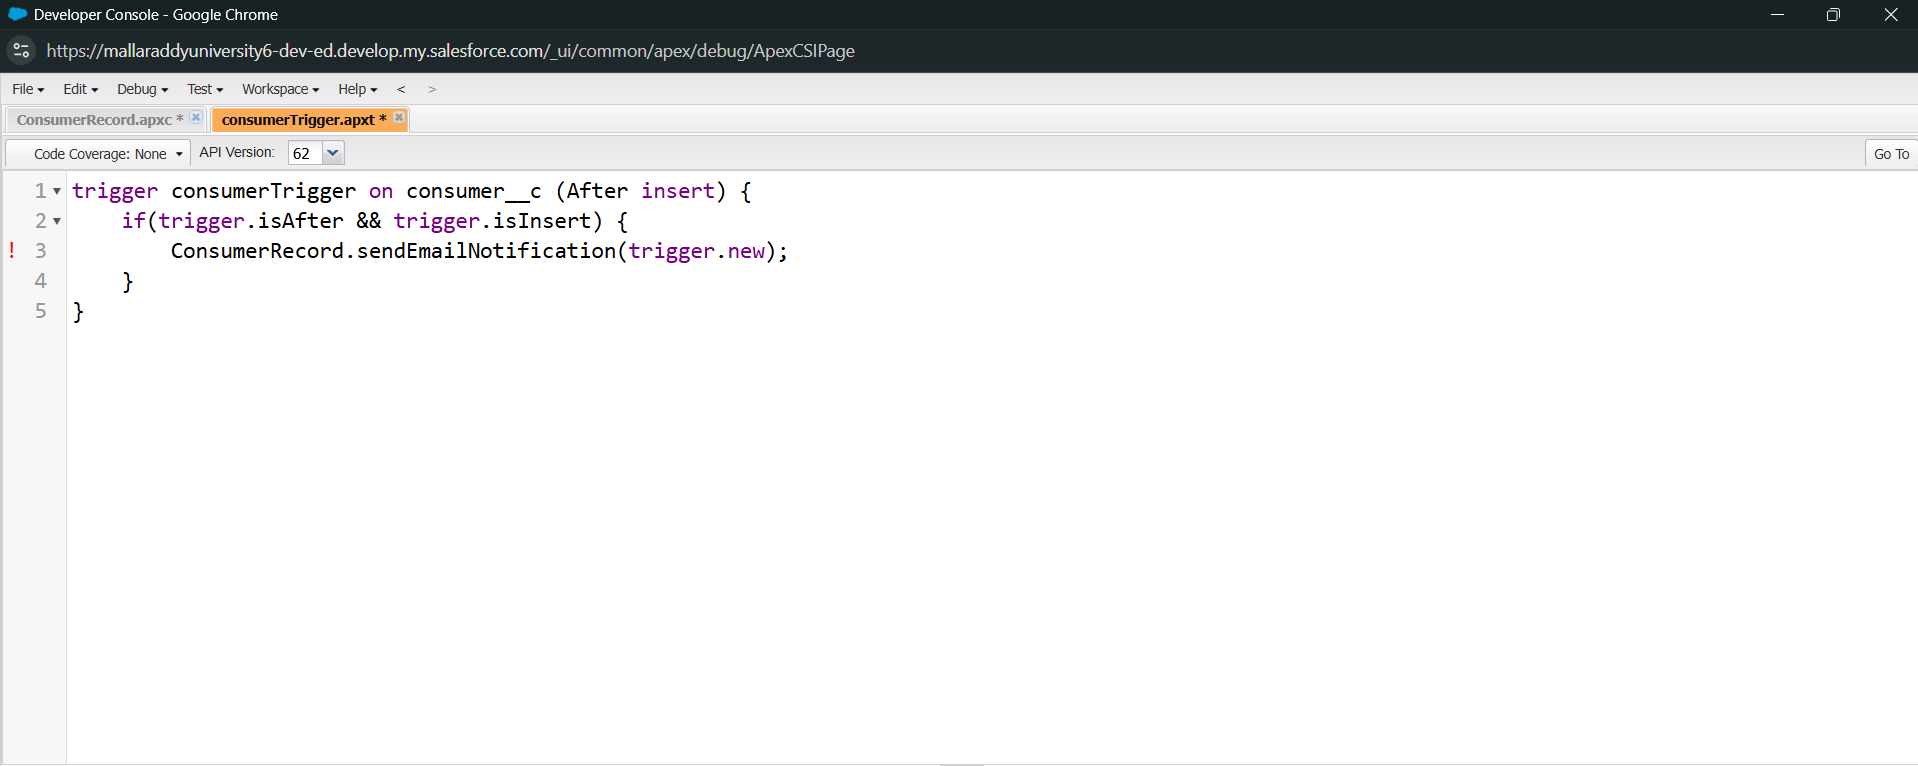 Developer Console - Google Chrome
https://mallaraddyuniversity6-dev-ed.develop.my.salesforce.com/_ui/common/apex/debug/ApexCSIPage
File Edit Debug Test Workspace Help < >
ConsumerRecord.apxc * consumerTrigger.apxt *
Code Coverage: None API Version: 62 Go To
1 trigger consumerTrigger on consumer__c (After insert) {
2 if(trigger.isAfter && trigger.isInsert) {
! 3 ConsumerRecord.sendEmailNotification(trigger.new);
4 }
5 }